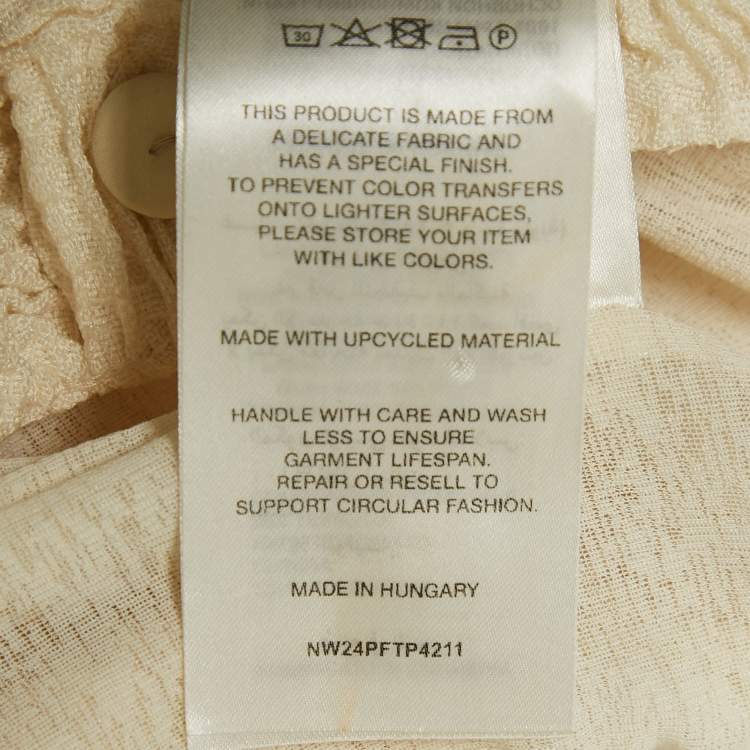 30 P
THIS PRODUCT IS MADE FROM
A DELICATE FABRIC AND
HAS A SPECIAL FINISH.
TO PREVENT COLOR TRANSFERS
ONTO LIGHTER SURFACES,
PLEASE STORE YOUR ITEM
WITH LIKE COLORS.
MADE WITH UPCYCLED MATERIAL
HANDLE WITH CARE AND WASH
LESS TO ENSURE
GARMENT LIFESPAN.
REPAIR OR RESELL TO
SUPPORT CIRCULAR FASHION.
MADE IN HUNGARY
NW24PFTP4211